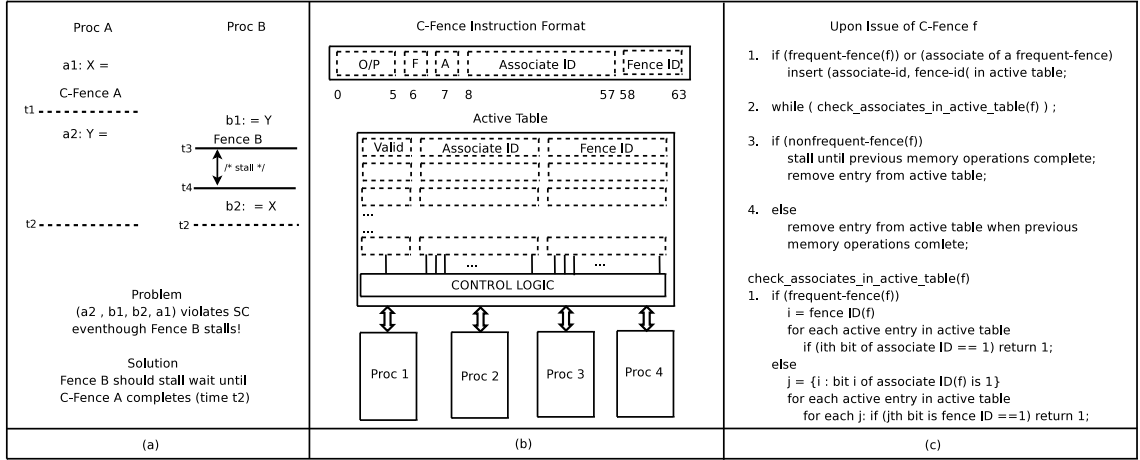 Proc A
Proc B
a1: X =
C-Fence A
t1
a2: Y =
b1: = Y
Fence B
t3
/* stall */
t4
b2:  = X
t2
t2
Problem
(a2 , b1, b2, a1) violates SC
eventhough Fence B stalls!
Solution
Fence B should stall wait until
C-Fence A completes (time t2)
(a)
C-Fence Instruction Format
O/P F A Associate ID Fence ID
0 5 6 7 8 57 58 63
Active Table
Valid Associate ID Fence ID
...
...
... ...
CONTROL LOGIC
Proc 1 Proc 2 Proc 3 Proc 4
(b)
Upon Issue of C-Fence f
1. if (frequent-fence(f)) or (associate of a frequent-fence)
insert (associate-id, fence-id( in active table;
2. while ( check_associates_in_active_table(f) ) ;
3. if (nonfrequent-fence(f))
stall until previous memory operations complete;
remove entry from active table;
4. else
remove entry from active table when previous
memory operations comlete;
check_associates_in_active_table(f)
1. if (frequent-fence(f))
i = fence ID(f)
for each active entry in active table
if (ith bit of associate ID == 1) return 1;
else
j = {i : bit i of associate ID(f) is 1}
for each active entry in active table
for each j: if (jth bit is fence ID ==1) return 1;
(c)